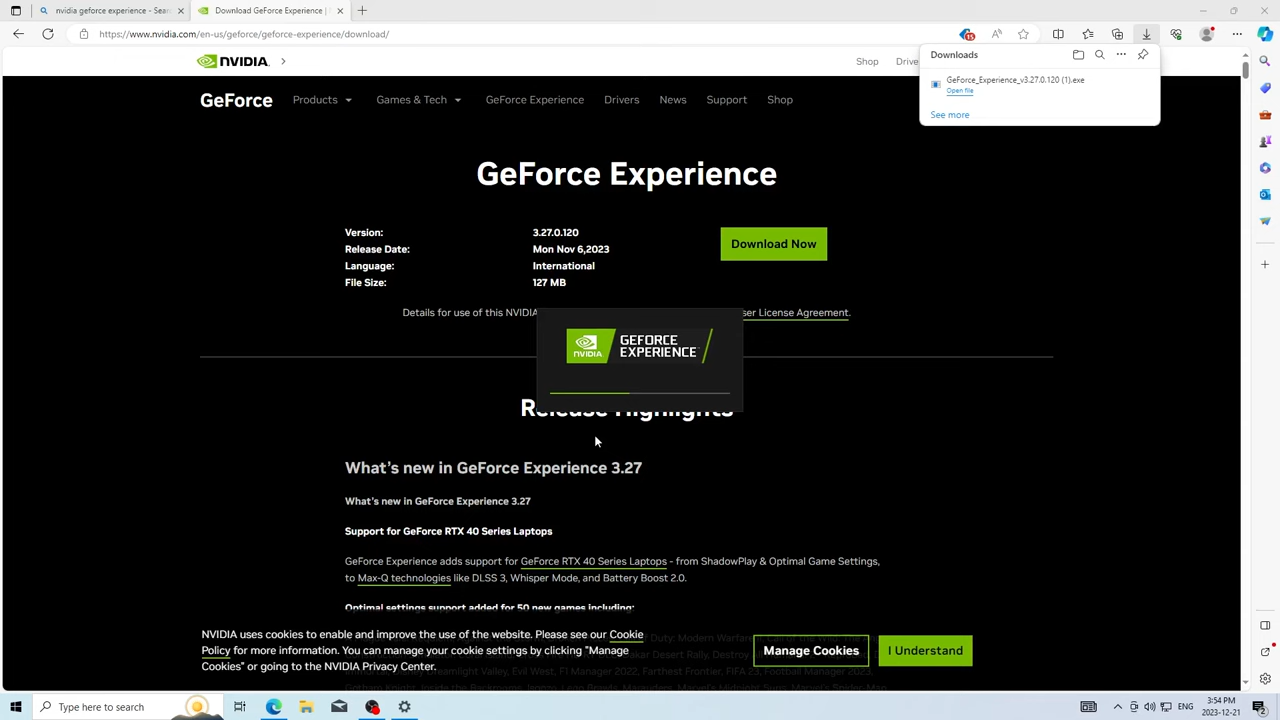 nvidia geforce experience - Sear
Download GeForce Experience |
https://www.nvidia.com/en-us/geforce/geforce-experience/download/
15
NVIDIA.
Shop
Drive
Downloads
GeForce_Experience_v3.27.0.120 (1).exe
Open file
See more
GeForce
Products
Games & Tech
GeForce Experience
Drivers
News
Support
Shop
GeForce Experience
Version:
3.27.0.120
Download Now
Release Date:
Mon Nov 6,2023
Language:
International
File Size:
127 MB
Details for use of this NVIDIA
ser License Agreement.
NVIDIA
GEFORCE
EXPERIENCE
Release Highlights
What's new in GeForce Experience 3.27
What's new in GeForce Experience 3.27
Support for GeForce RTX 40 Series Laptops
GeForce Experience adds support for GeForce RTX 40 Series Laptops - from ShadowPlay & Optimal Game Settings,
to Max-Q technologies like DLSS 3, Whisper Mode, and Battery Boost 2.0.
Optimal settings support added for 50 new games including:
NVIDIA uses cookies to enable and improve the use of the website. Please see our Cookie
Policy for more information. You can manage your cookie settings by clicking "Manage
Cookies" or going to the NVIDIA Privacy Center.
Manage Cookies
I Understand
Type here to search
ENG
3:54 PM
2023-12-21
2